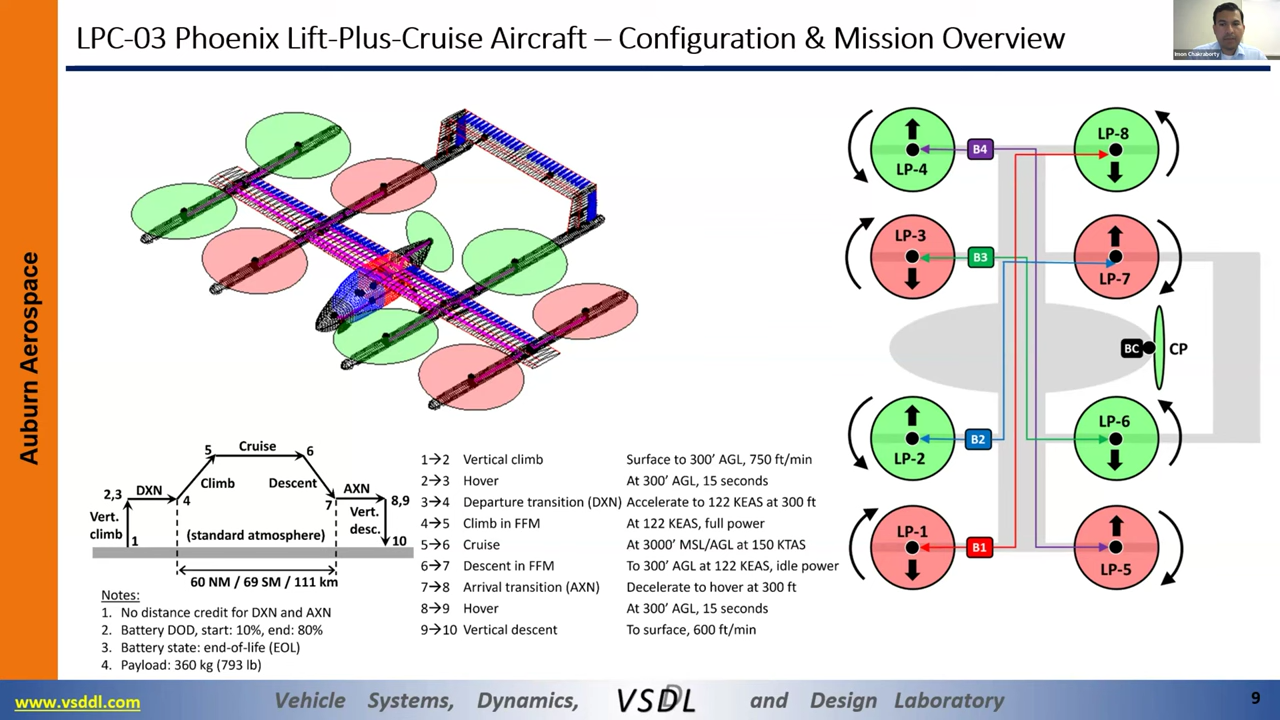 LPC-03 Phoenix Lift-Plus-Cruise Aircraft – Configuration & Mission Overview
Imon Chakraborty
Auburn Aerospace
LP-4
B4
LP-8
LP-3
B3
LP-7
BC
CP
LP-2
B2
LP-6
LP-1
B1
LP-5
5
Cruise
6
2,3
DXN
4
Climb
Descent
7
AXN
8,9
Vert.
climb
1
(standard atmosphere)
Vert.
desc.
10
60 NM / 69 SM / 111 km
Notes:
1. No distance credit for DXN and AXN
2. Battery DOD, start: 10%, end: 80%
3. Battery state: end-of-life (EOL)
4. Payload: 360 kg (793 lb)
1→2 Vertical climb Surface to 300' AGL, 750 ft/min
2→3 Hover At 300' AGL, 15 seconds
3→4 Departure transition (DXN) Accelerate to 122 KEAS at 300 ft
4→5 Climb in FFM At 122 KEAS, full power
5→6 Cruise At 3000' MSL/AGL at 150 KTAS
6→7 Descent in FFM To 300' AGL at 122 KEAS, idle power
7→8 Arrival transition (AXN) Decelerate to hover at 300 ft
8→9 Hover At 300' AGL, 15 seconds
9→10 Vertical descent To surface, 600 ft/min
www.vsddl.com
Vehicle Systems, Dynamics, VSDDL and Design Laboratory
9